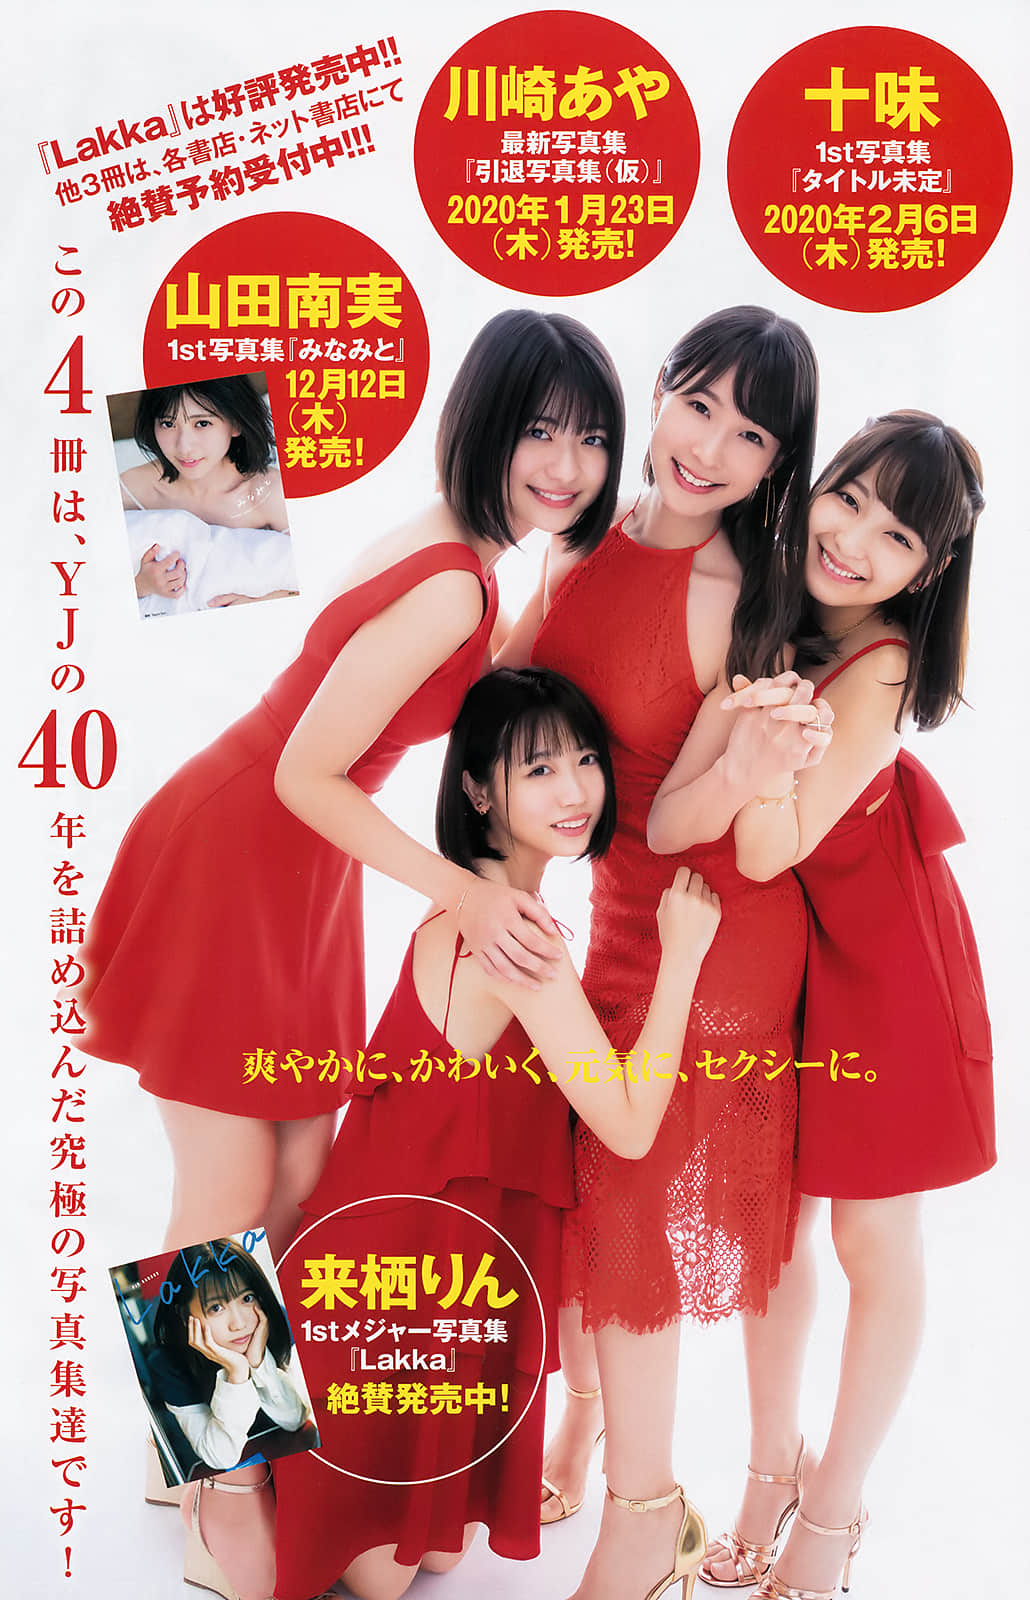 『Lakka』は好評発売中!!
他3冊は、各書店・ネット書店にて
絶賛予約受付中!!!
川崎あや
最新写真集
『引退写真集(仮)』
2020年1月23日
(木)発売!
十味
1st写真集
『タイトル未定』
2020年2月6日
(木)発売!
山田南実
1st写真集『みなみと』
12月12日
(木)
発売!
みなみと
この4冊は、YJの40年を詰め込んだ究極の写真集達です!
爽やかに、かわいく、元気に、セクシーに。
Lakka
来栖りん
1stメジャー写真集
『Lakka』
絶賛発売中!